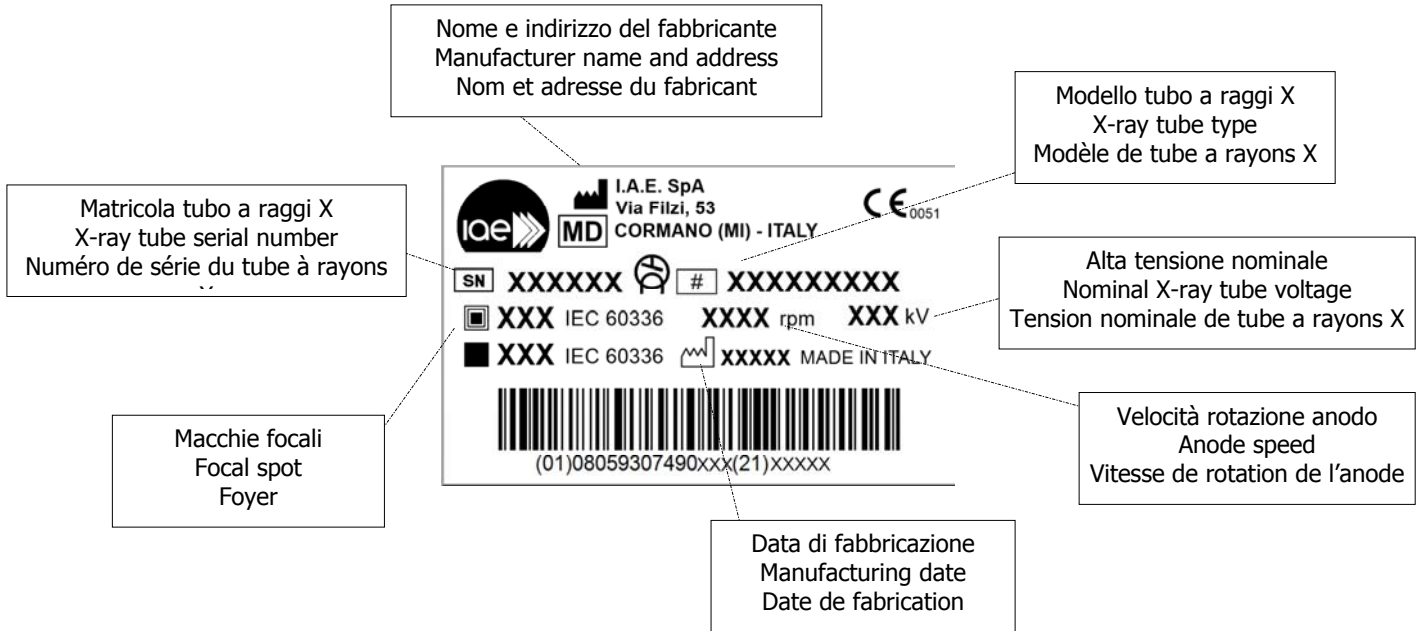 Nome e indirizzo del fabbricante
Manufacturer name and address
Nom et adresse du fabricant
Modello tubo a raggi X
X-ray tube type
Modèle de tube a rayons X
Matricola tubo a raggi X
X-ray tube serial number
Numéro de série du tube à rayons
Alta tensione nominale
Nominal X-ray tube voltage
Tension nominale de tube a rayons X
iae
I.A.E. SpA
Via Filzi, 53
MD CORMANO (MI) - ITALY
CE 0051
SN XXXXXX # XXXXXXXXX
XXX IEC 60336 XXXX rpm XXX kV
XXX IEC 60336 XXXXX MADE IN ITALY
(01)08059307490xxx(21)xxxxx
Macchie focali
Focal spot
Foyer
Velocità rotazione anodo
Anode speed
Vitesse de rotation de l’anode
Data di fabbricazione
Manufacturing date
Date de fabrication